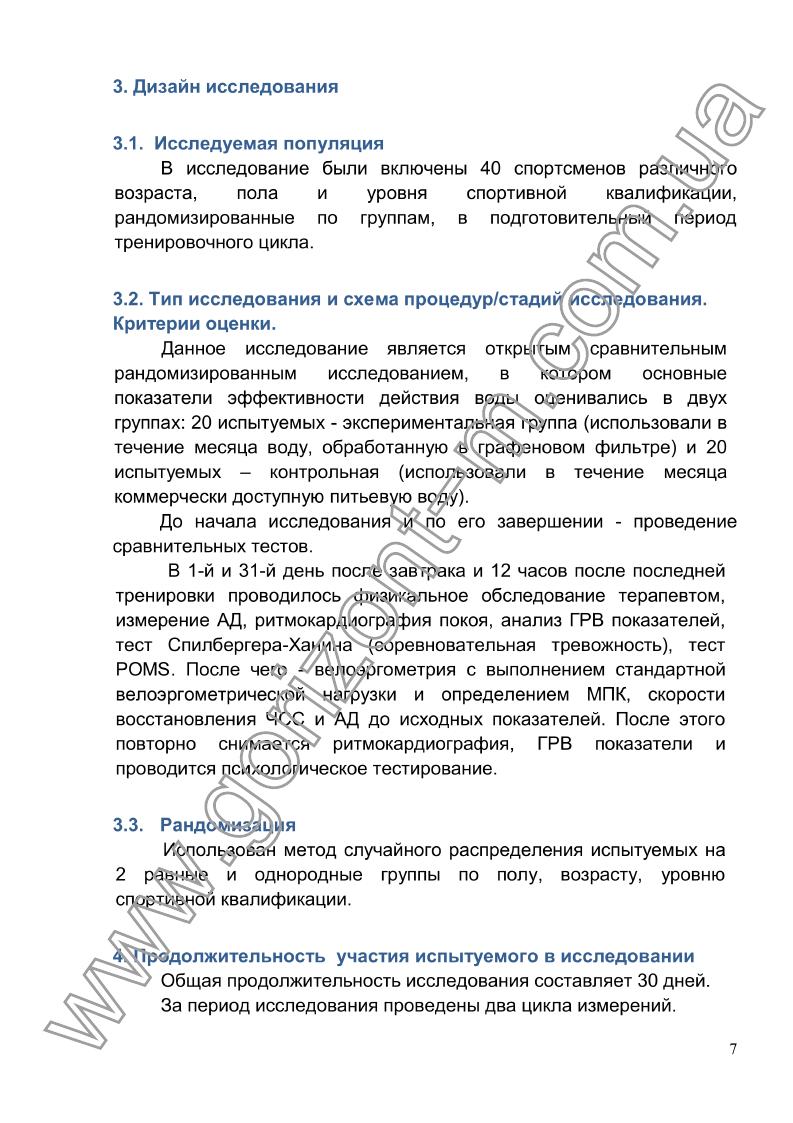 3. Дизайн исследования
3.1. Исследуемая популяция
В исследование были включены 40 спортсменов различного
возраста, пола и уровня спортивной квалификации,
рандомизированные по группам, в подготовительный период
тренировочного цикла.
3.2. Тип исследования и схема процедур/стадий исследования.
Критерии оценки.
Данное исследование является открытым сравнительным
рандомизированным исследованием, в котором основные
показатели эффективности действия воды оценивались в двух
группах: 20 испытуемых - экспериментальная группа (использовали в
течение месяца воду, обработанную в графеновом фильтре) и 20
испытуемых – контрольная (использовали в течение месяца
коммерчески доступную питьевую воду).
До начала исследования и по его завершении - проведение
сравнительных тестов.
В 1-й и 31-й день после завтрака и 12 часов после последней
тренировки проводилось физикальное обследование терапевтом,
измерение АД, ритмокардиография покоя, анализ ГРВ показателей,
тест Спилбергера-Ханина (соревновательная тревожность), тест
POMS. После чего - велоэргометрия с выполнением стандартной
велоэргометрической нагрузки и определением МПК, скорости
восстановления ЧСС и АД до исходных показателей. После этого
повторно снимается ритмокардиография, ГРВ показатели и
проводится психологическое тестирование.
3.3. Рандомизация
Использован метод случайного распределения испытуемых на
2 равные и однородные группы по полу, возрасту, уровню
спортивной квалификации.
4. Продолжительность участия испытуемого в исследовании
Общая продолжительность исследования составляет 30 дней.
За период исследования проведены два цикла измерений.
7
www.gorizont-m.com.ua